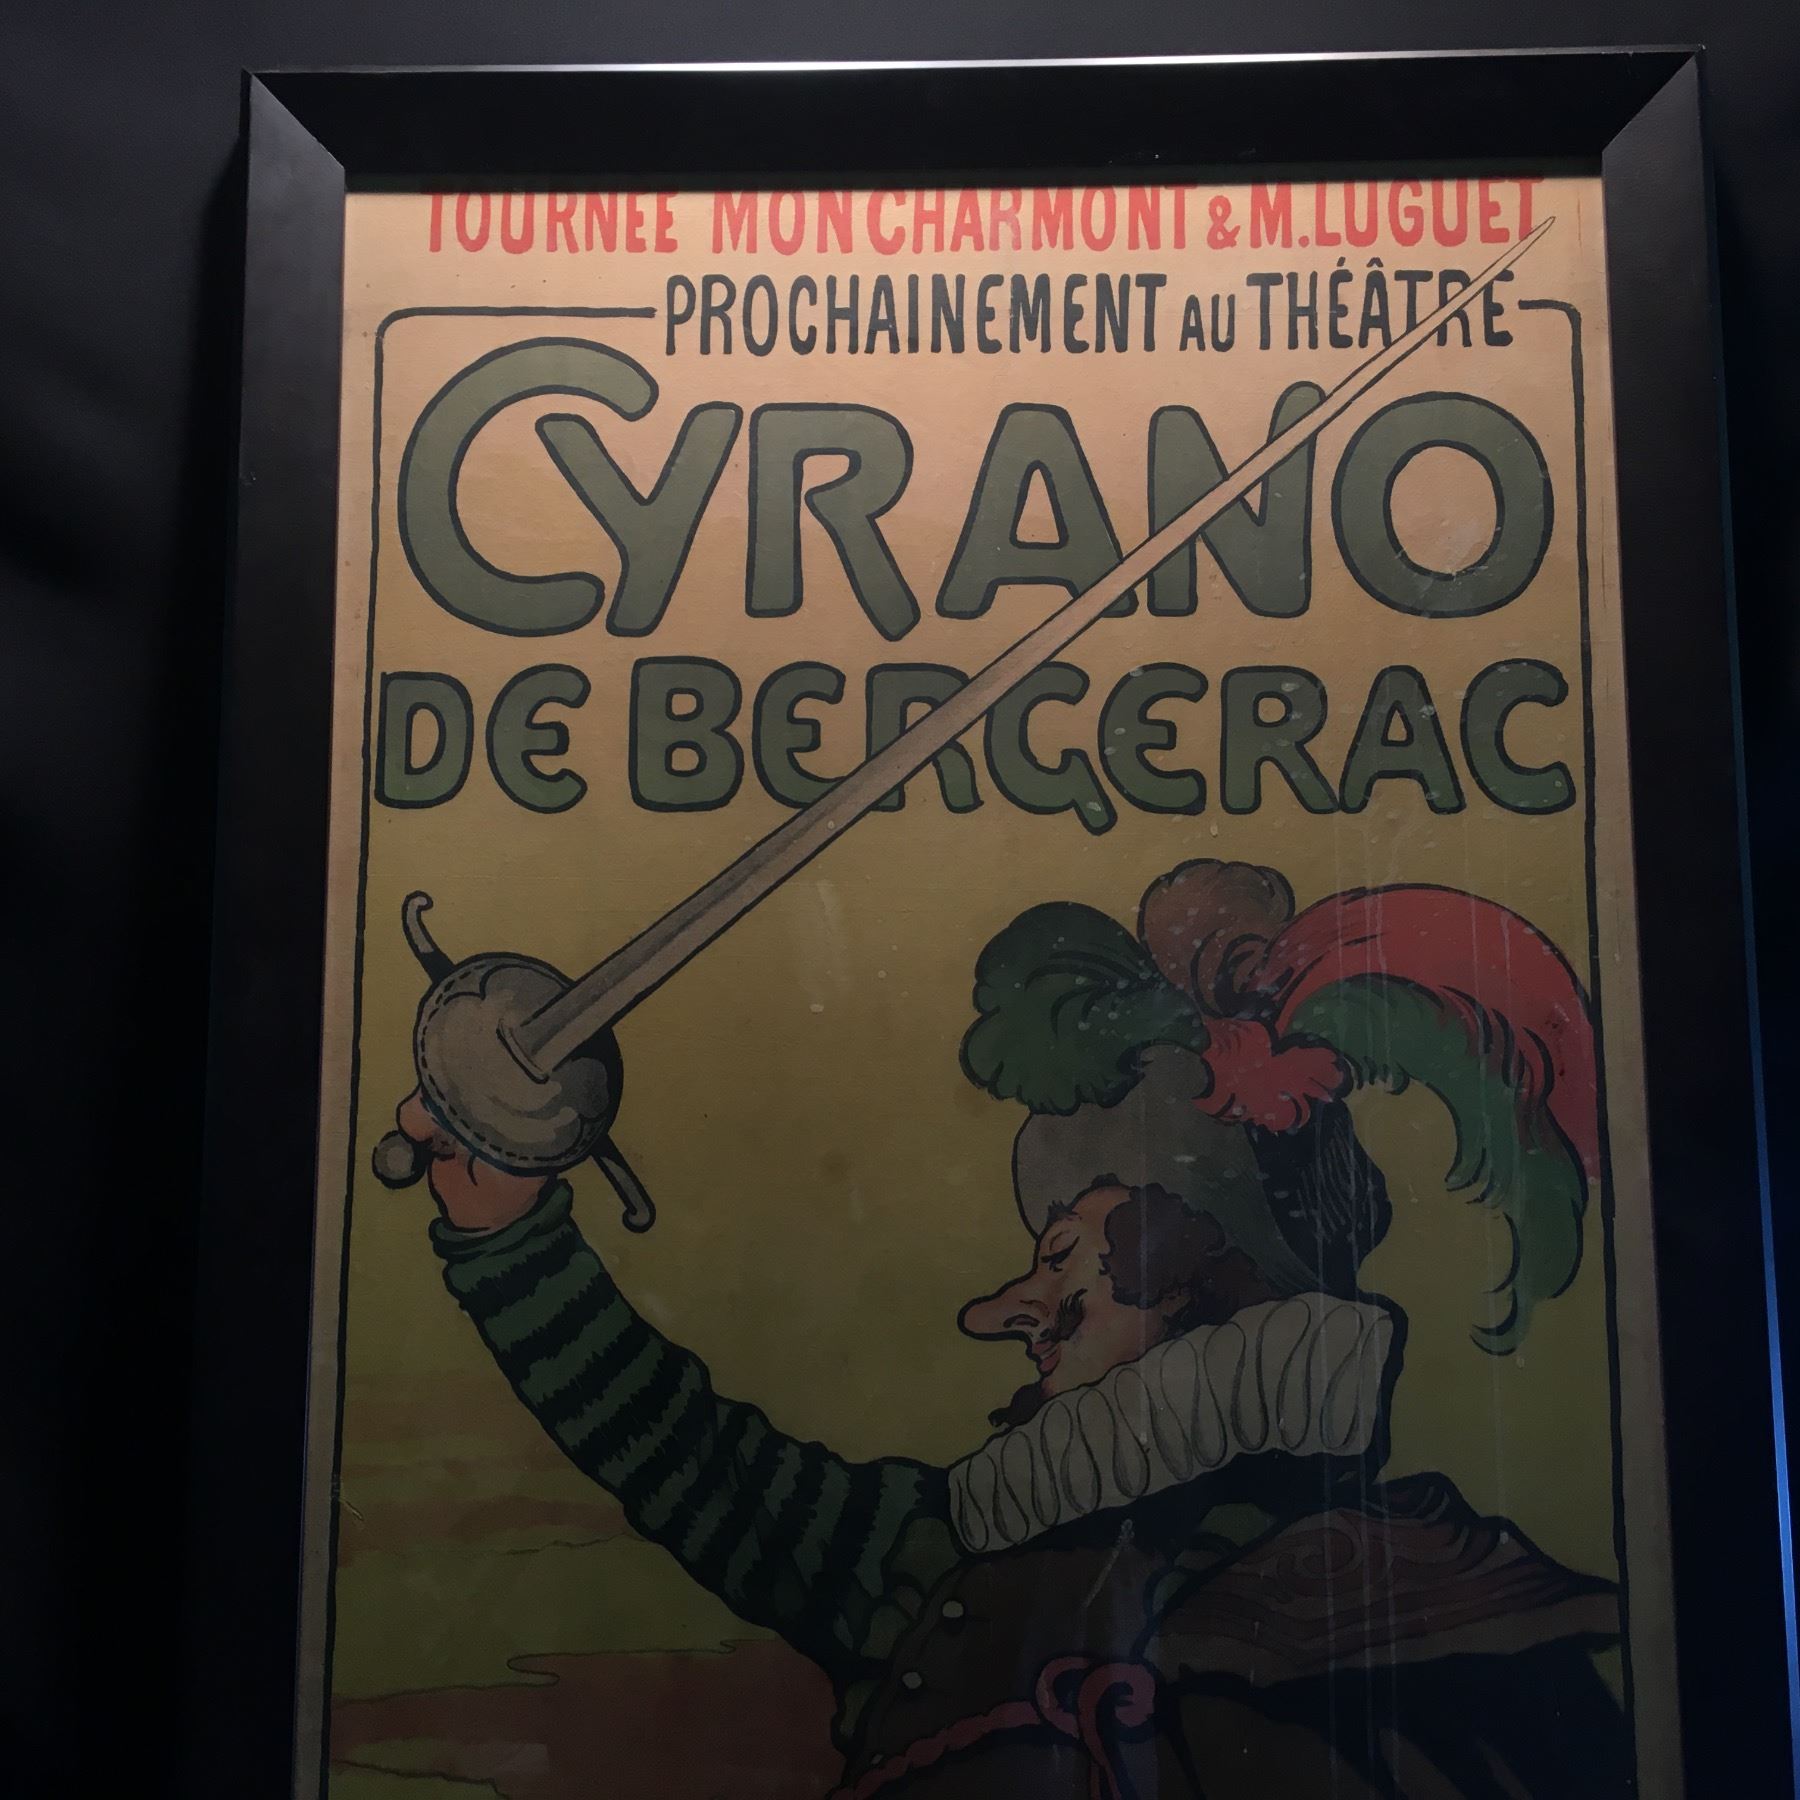 TOURNÉE MONCHARMONT & M. LUGUET
PROCHAINEMENT AU THÉÂTRE
CYRANO
DE BERGERAC